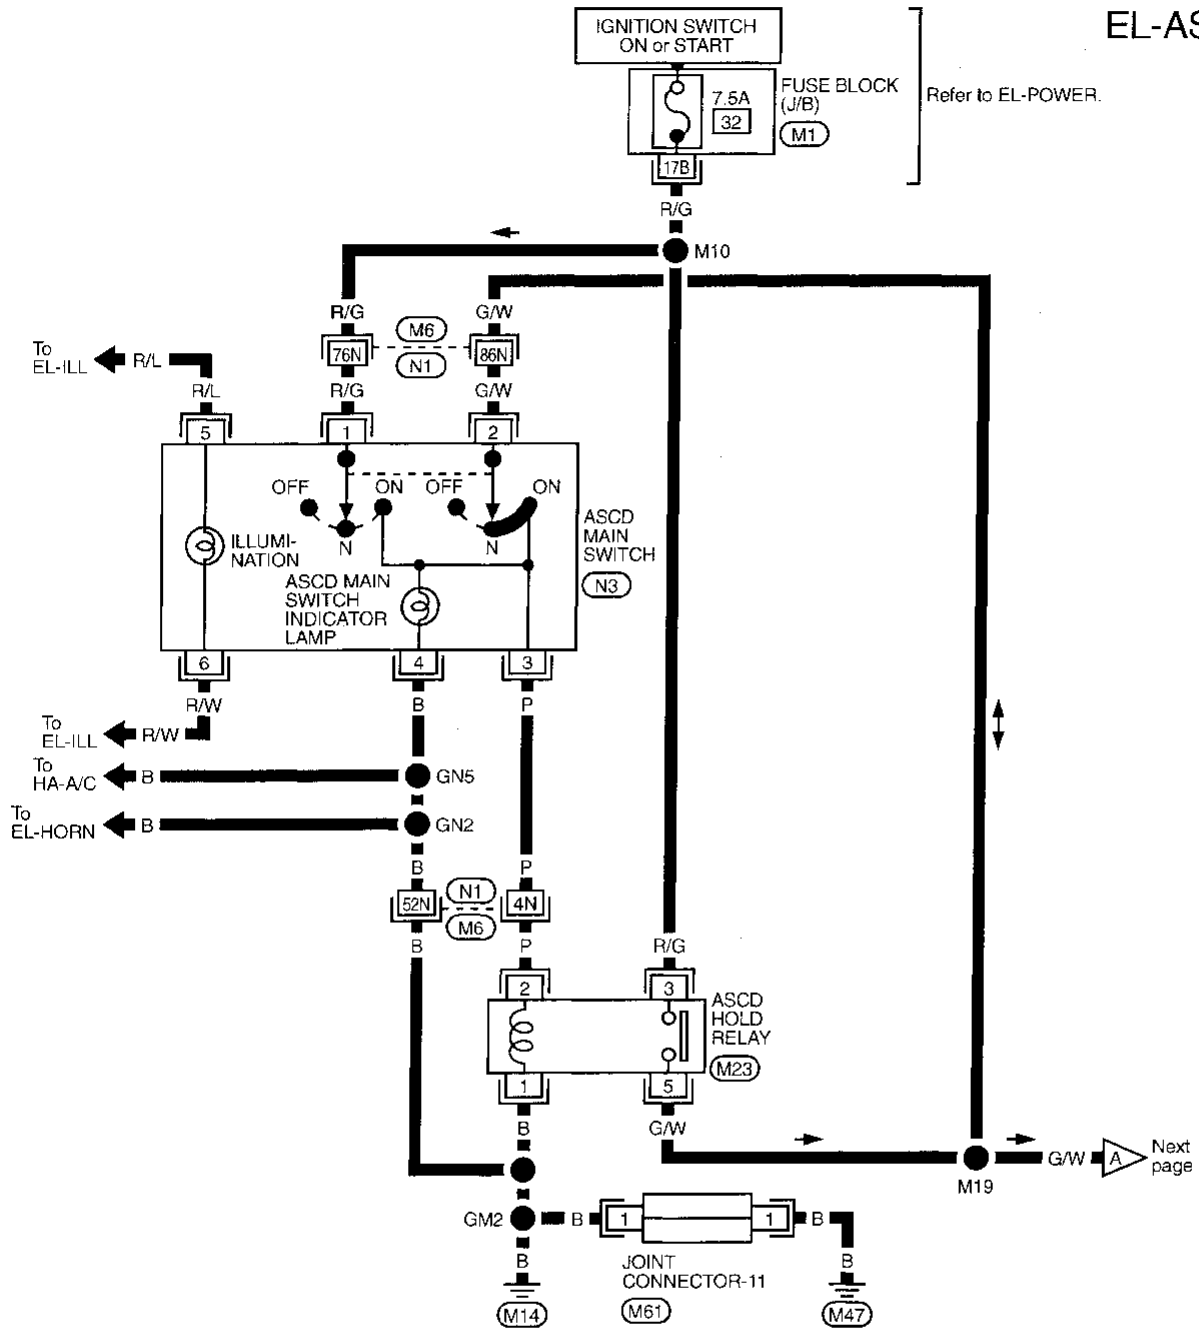 EL-AS
IGNITION SWITCH
ON or START
FUSE BLOCK
(J/B)
M1
7.5A
32
Refer to EL-POWER.
17B
R/G
M10
R/G
G/W
M6
76N
86N
N1
To
EL-ILL
R/L
R/L
R/G
G/W
5
1
2
OFF
ON
OFF
ON
N
N
ILLUMI-
NATION
ASCD MAIN
SWITCH
INDICATOR
LAMP
ASCD
MAIN
SWITCH
N3
6
4
3
R/W
B
P
To
EL-ILL
R/W
To
HA-A/C
B
GN5
To
EL-HORN
B
GN2
B
P
52N
N1
4N
M6
B
P
R/G
2
3
ASCD
HOLD
RELAY
M23
1
5
B
G/W
G/W
A
Next
page
M19
GM2
B
1
1
B
B
B
JOINT
CONNECTOR-11
M14
M61
M47